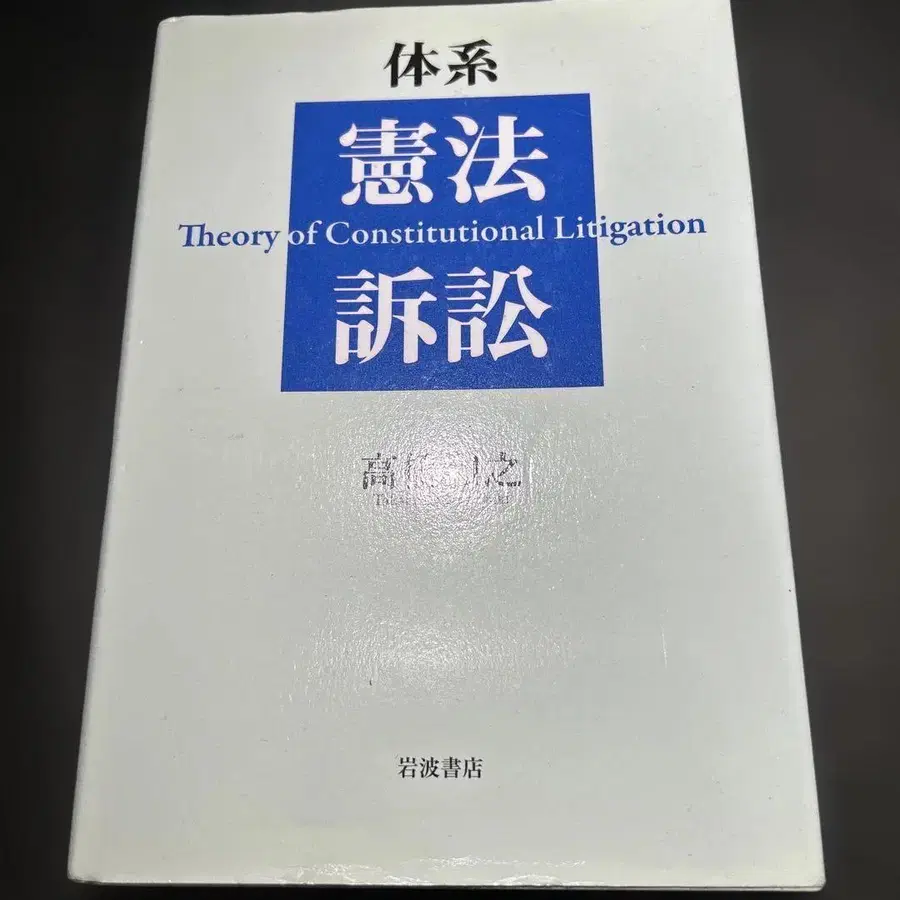 体系
憲法
Theory of Constitutional Litigation
訴訟
岩波書店